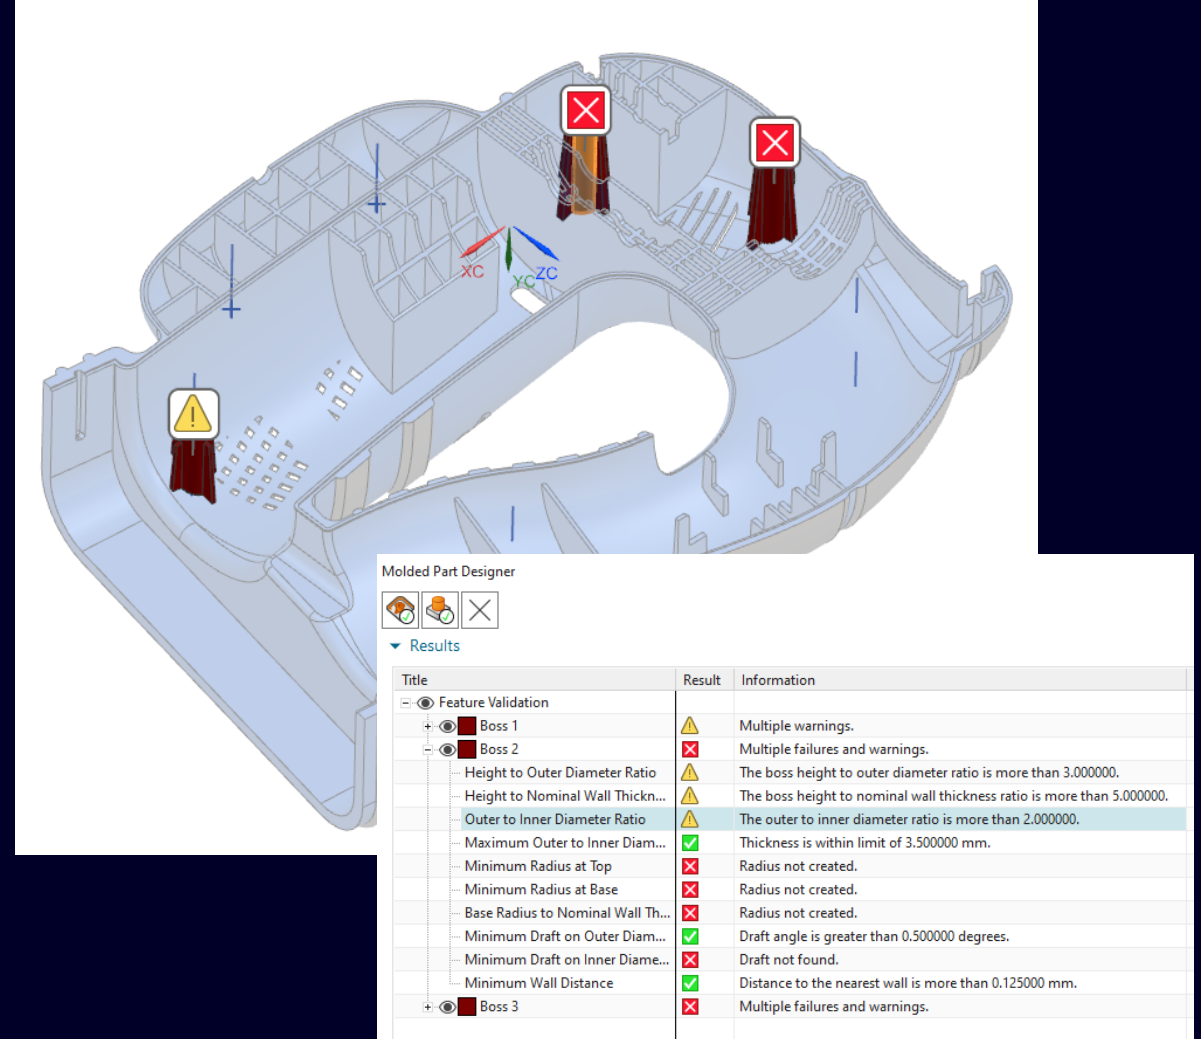 XC
YC
ZC
Molded Part Designer
Results
Title Result Information
Feature Validation
Boss 1 Multiple warnings.
Boss 2 Multiple failures and warnings.
Height to Outer Diameter Ratio The boss height to outer diameter ratio is more than 3.000000.
Height to Nominal Wall Thickn... The boss height to nominal wall thickness ratio is more than 5.000000.
Outer to Inner Diameter Ratio The outer to inner diameter ratio is more than 2.000000.
Maximum Outer to Inner Diam... Thickness is within limit of 3.500000 mm.
Minimum Radius at Top Radius not created.
Minimum Radius at Base Radius not created.
Base Radius to Nominal Wall Th... Radius not created.
Minimum Draft on Outer Diam... Draft angle is greater than 0.500000 degrees.
Minimum Draft on Inner Diame... Draft not found.
Minimum Wall Distance Distance to the nearest wall is more than 0.125000 mm.
Boss 3 Multiple failures and warnings.